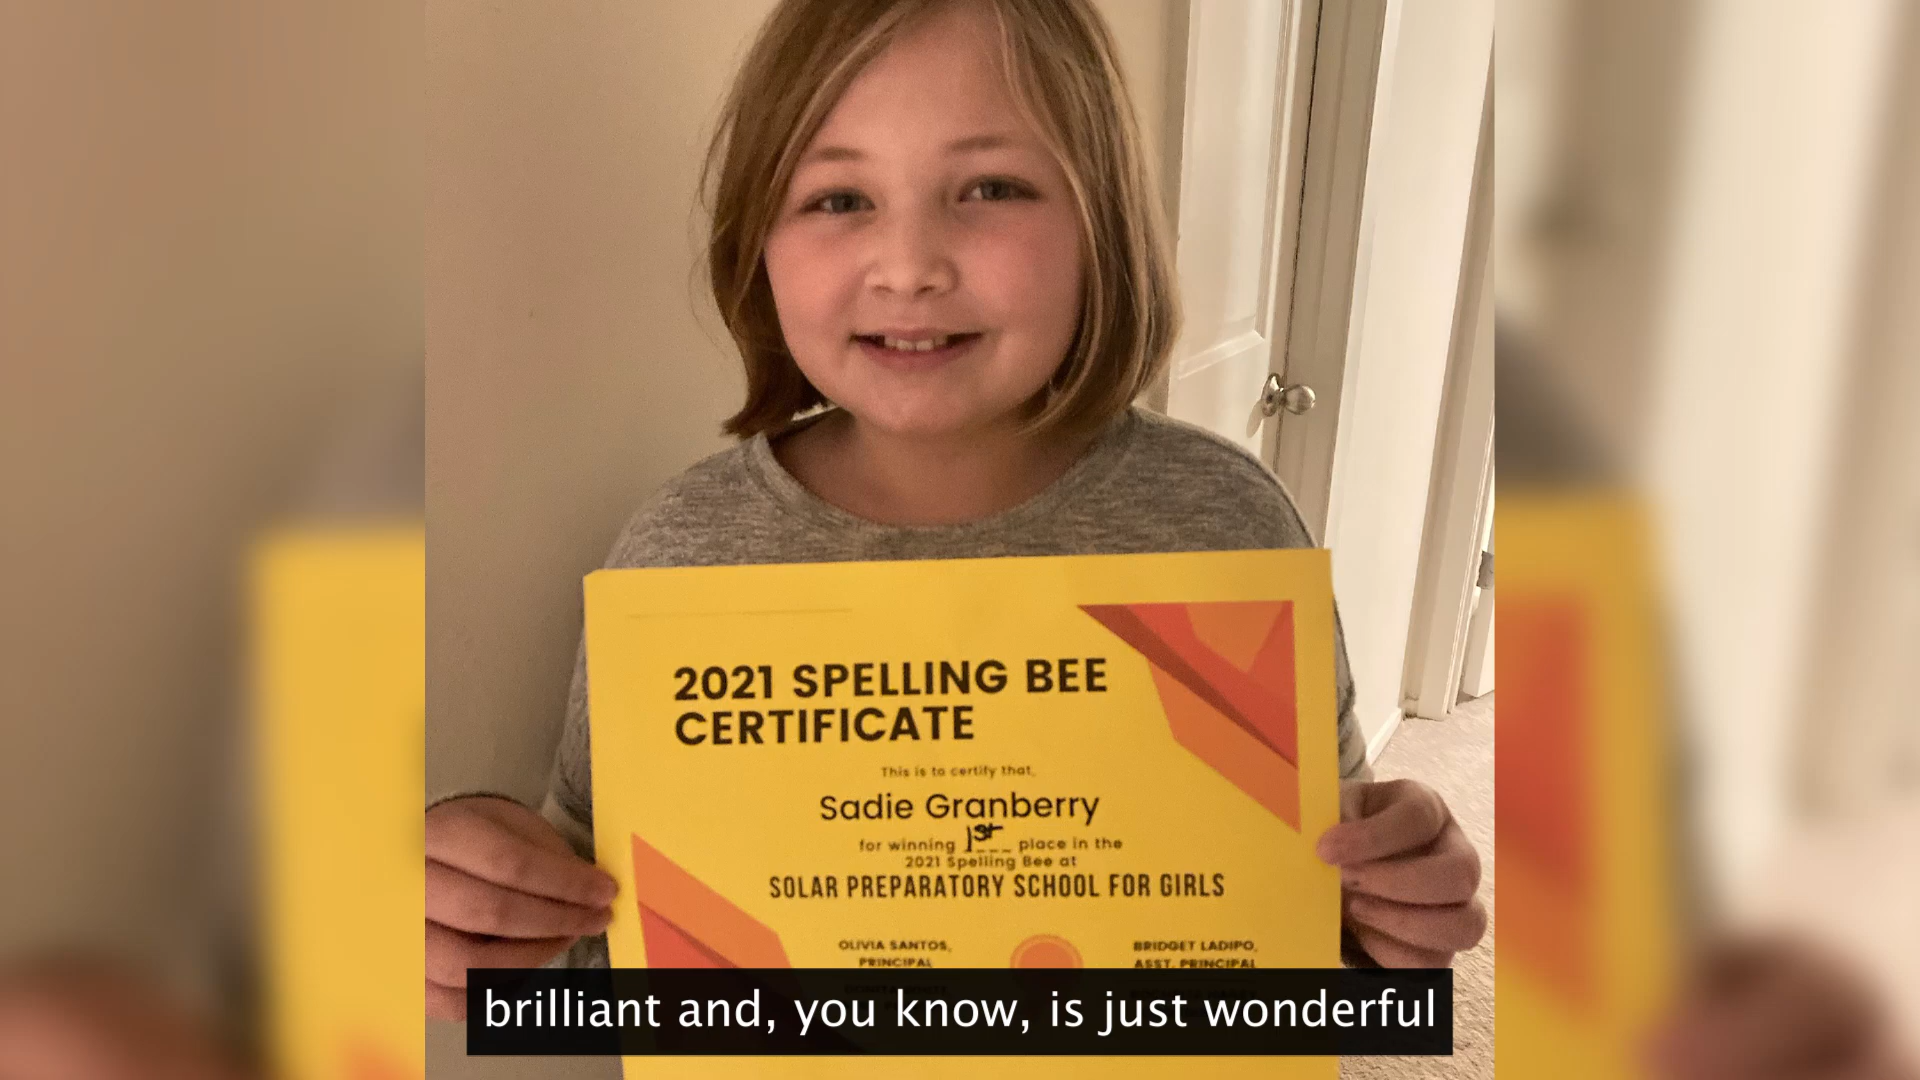 2021 SPELLING BEE
CERTIFICATE
This is to certify that,
Sadie Granberry
for winning 1st place in the
2021 Spelling Bee at
SOLAR PREPARATORY SCHOOL FOR GIRLS
OLIVIA SANTOS,
PRINCIPAL
BRIDGET LADIPO,
ASST. PRINCIPAL
brilliant and, you know, is just wonderful